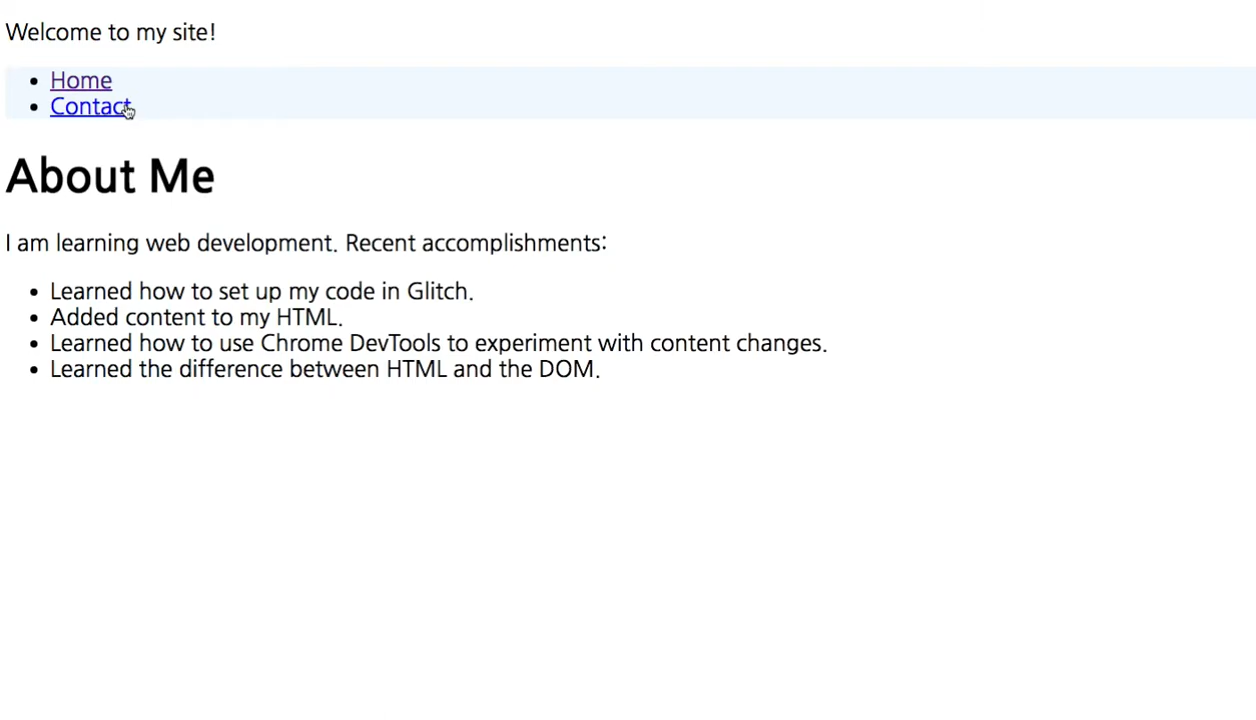 Welcome to my site!
Home
Contact
About Me
I am learning web development. Recent accomplishments:
Learned how to set up my code in Glitch.
Added content to my HTML.
Learned how to use Chrome DevTools to experiment with content changes.
Learned the difference between HTML and the DOM.